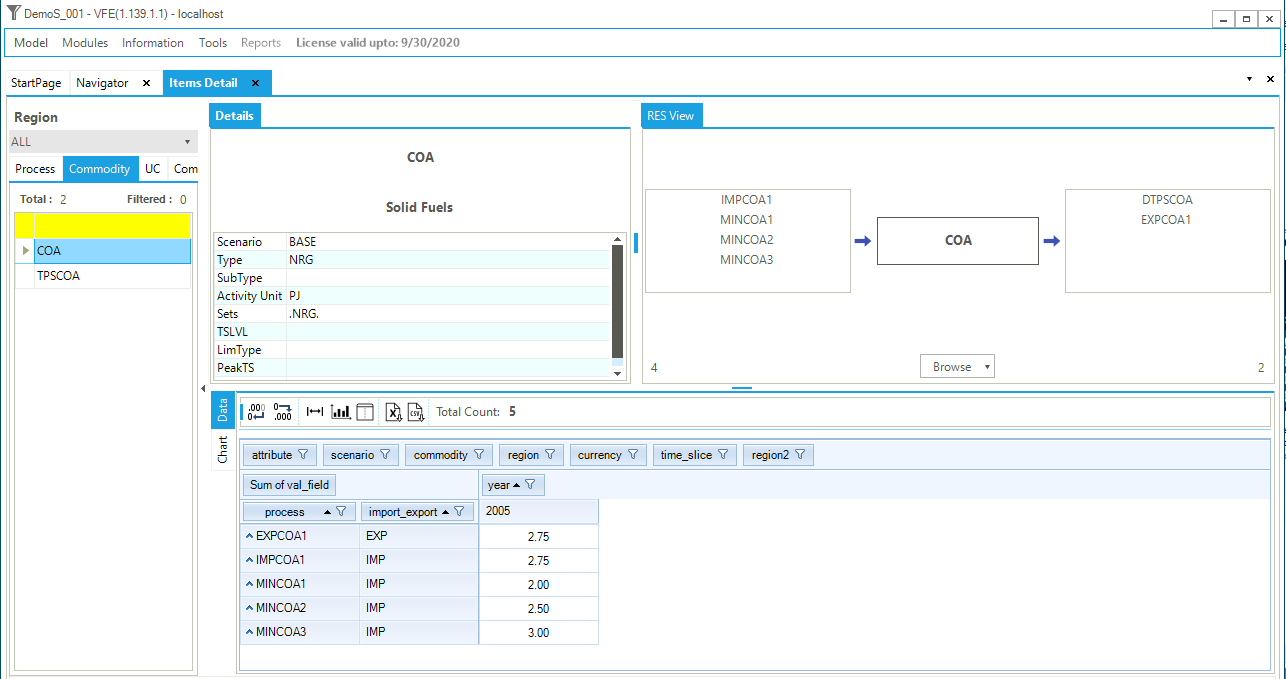 DemoS_001 - VFE(1.139.1.1) - localhost
Model Modules Information Tools Reports License valid upto: 9/30/2020
StartPage Navigator Items Detail
Region
ALL
Process Commodity UC Com
Total : 2 Filtered : 0
COA
TPSCOA
Details
COA
Solid Fuels
Scenario BASE
Type NRG
SubType
Activity Unit PJ
Sets .NRG.
TSLVL
LimType
PeakTS
RES View
IMPCOA1
MINCOA1
MINCOA2
MINCOA3
COA
DTPSCOA
EXPCOA1
4 Browse 2
Data
Chart
.000 .000 X CSV Total Count: 5
attribute scenario commodity region currency time_slice region2
Sum of val_field year
process import_export 2005
EXPCOA1 EXP 2.75
IMPCOA1 IMP 2.75
MINCOA1 IMP 2.00
MINCOA2 IMP 2.50
MINCOA3 IMP 3.00